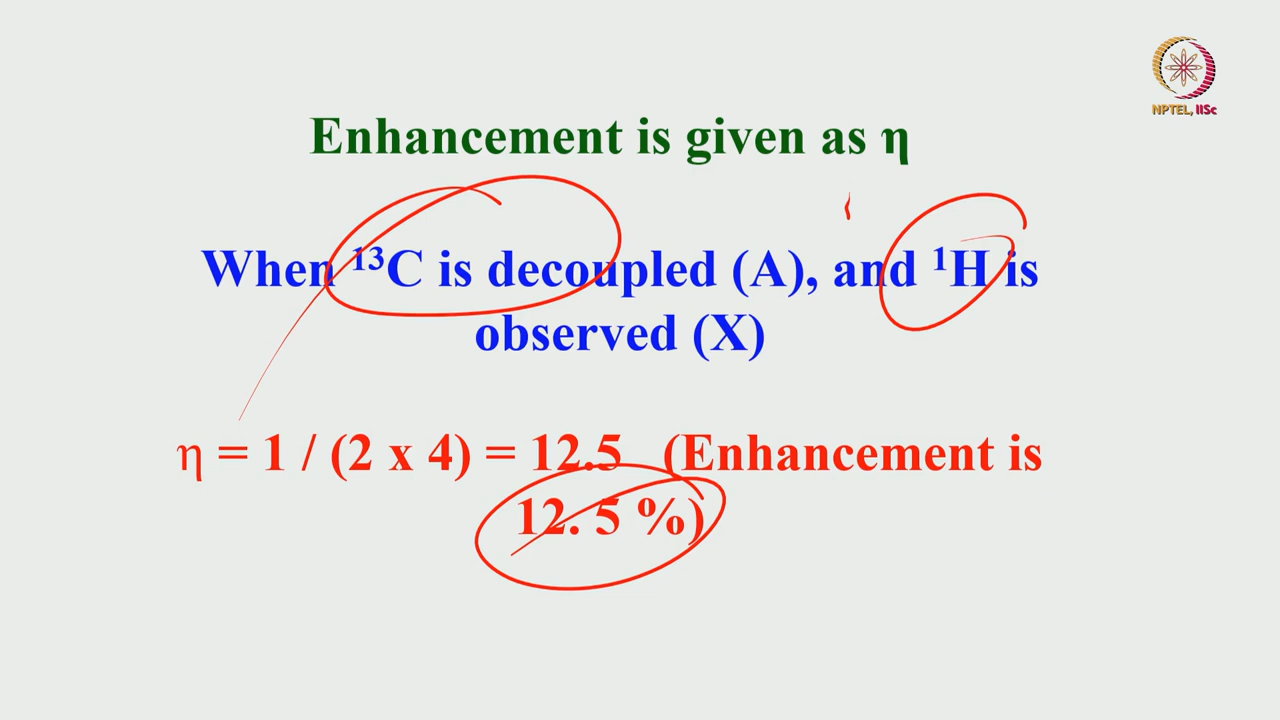 NPTEL, IISc
Enhancement is given as η
When ¹³C is decoupled (A), and ¹H is
observed (X)
η = 1 / (2 x 4) = 12.5 (Enhancement is
12. 5 %)